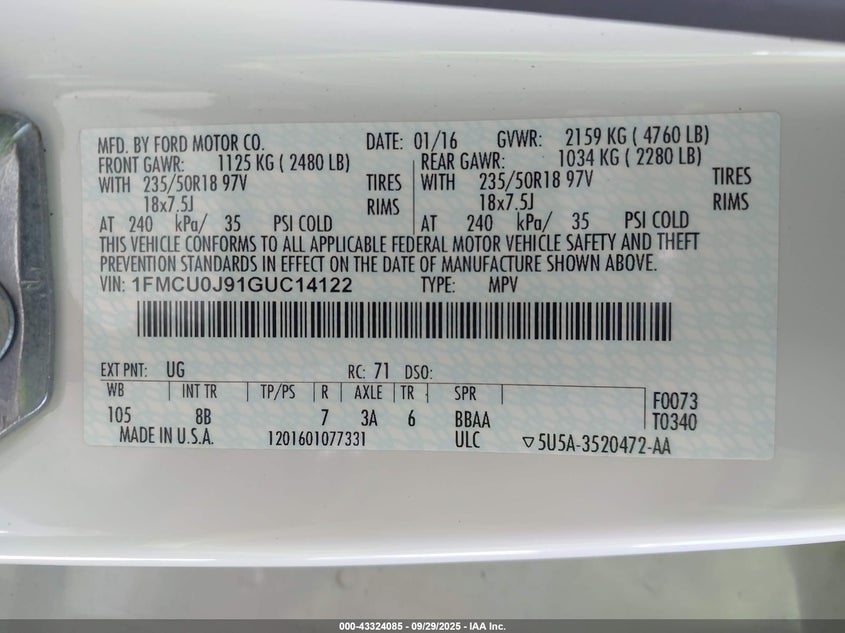 MFD. BY FORD MOTOR CO. DATE: 01/16 GVWR: 2159 KG ( 4760 LB)
FRONT GAWR: 1125 KG ( 2480 LB) REAR GAWR: 1034 KG ( 2280 LB)
WITH 235/50R18 97V TIRES WITH 235/50R18 97V TIRES
18x7.5J RIMS 18x7.5J RIMS
AT 240 kPa/ 35 PSI COLD AT 240 kPa/ 35 PSI COLD
THIS VEHICLE CONFORMS TO ALL APPLICABLE FEDERAL MOTOR VEHICLE SAFETY AND THEFT
PREVENTION STANDARDS IN EFFECT ON THE DATE OF MANUFACTURE SHOWN ABOVE.
VIN: 1FMCU0J91GUC14122 TYPE: MPV
EXT PNT: UG RC: 71 DSO:
WB INT TR TP/PS R AXLE TR SPR F0073
105 8B 7 3A 6 BBAA T0340
MADE IN U.S.A. 1201601077331 ULC ▽5U5A-3520472-AA
000-43324085 - 09/29/2025 - IAA Inc.